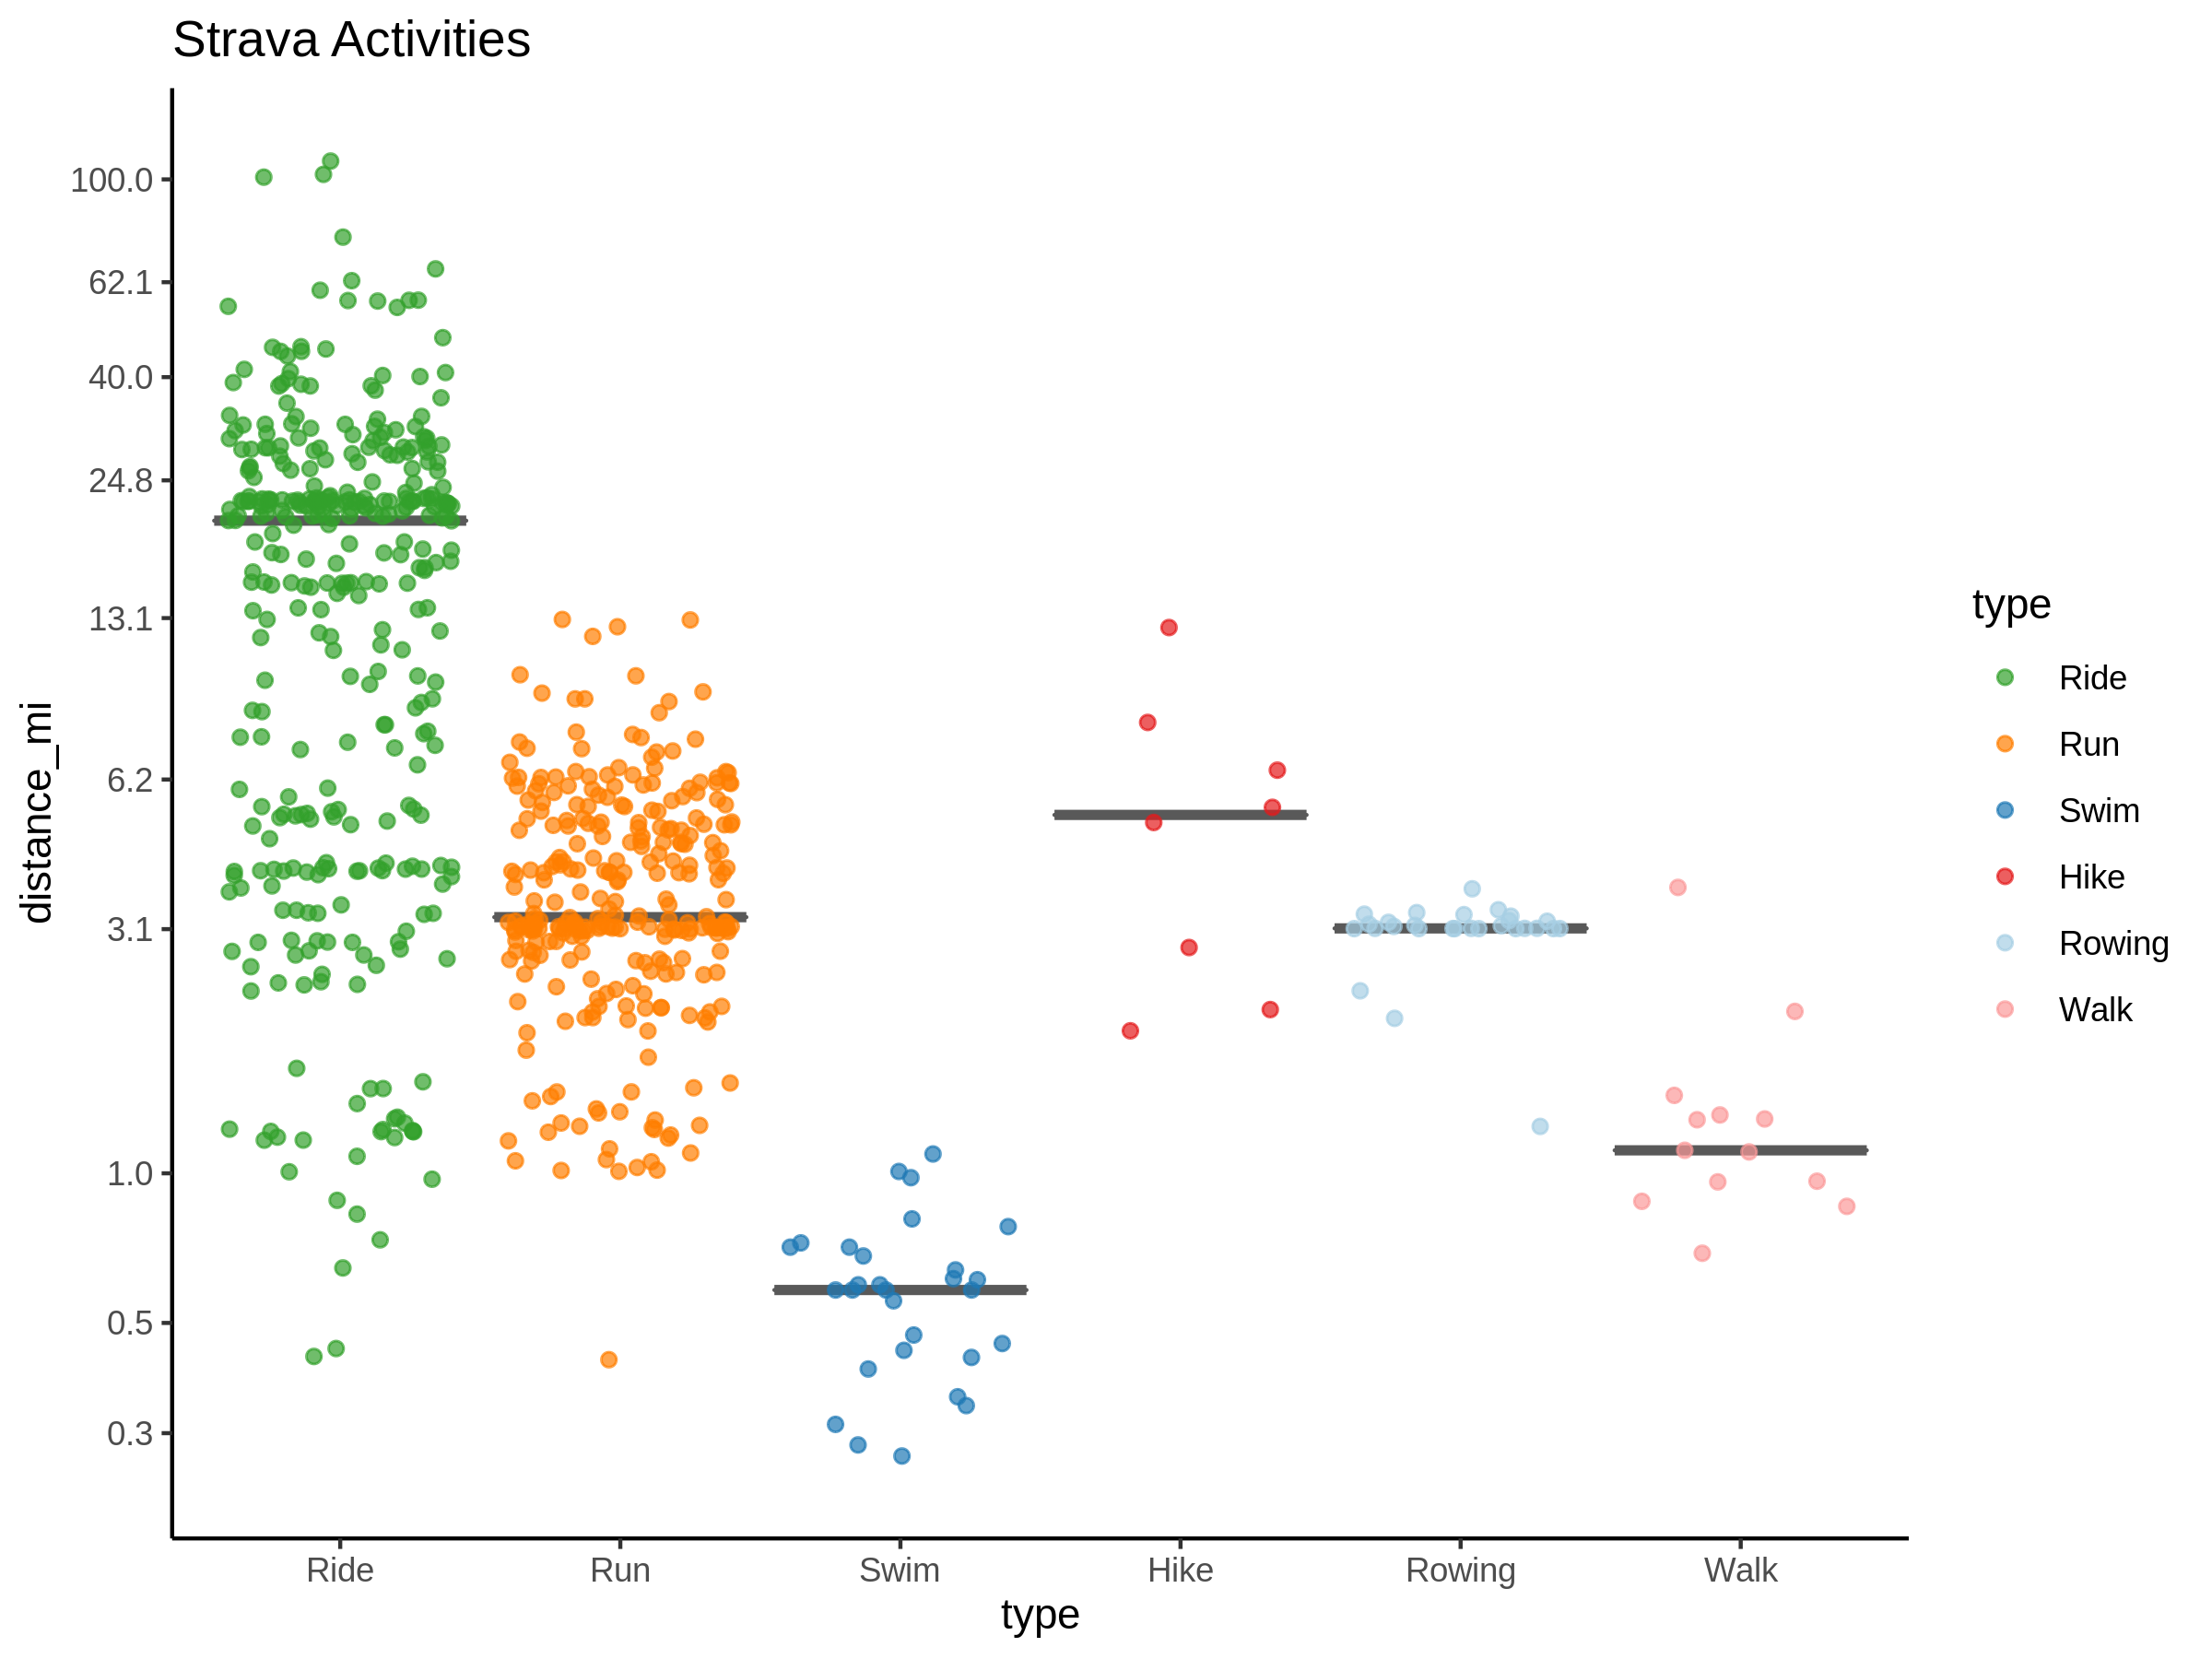 Strava Activities
distance_mi
100.0
62.1
40.0
24.8
13.1
6.2
3.1
1.0
0.5
0.3
Ride
Run
Swim
Hike
Rowing
Walk
type
type
Ride
Run
Swim
Hike
Rowing
Walk